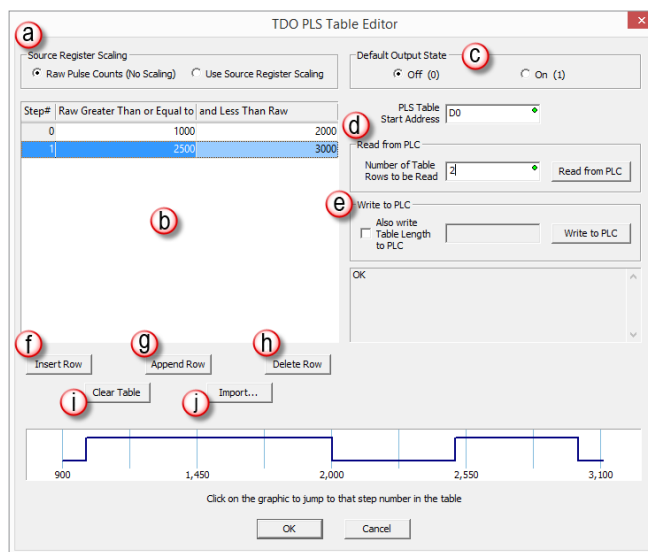 TDO PLS Table Editor
×
a
Source Register Scaling
Raw Pulse Counts (No Scaling)
Use Source Register Scaling
Default Output State
c
Off (0)
On (1)
Step#
Raw Greater Than or Equal to
and Less Than Raw
0
1000
2000
1
2500
3000
b
d
PLS Table
Start Address
D0
Read from PLC
Number of Table
Rows to be Read
2
Read from PLC
e
Write to PLC
Also write
Table Length
to PLC
Write to PLC
OK
f
Insert Row
g
Append Row
h
Delete Row
i
Clear Table
j
Import...
900
1,450
2,000
2,550
3,100
Click on the graphic to jump to that step number in the table
OK
Cancel